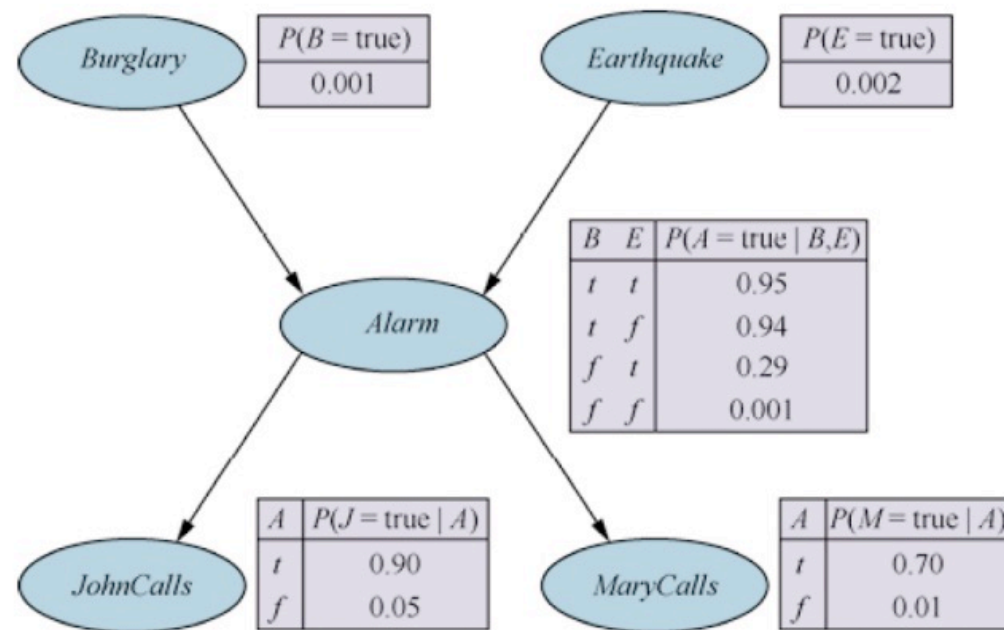 Burglary
P(B = true)
0.001
Earthquake
P(E = true)
0.002
Alarm
B E P(A = true | B,E)
t t 0.95
t f 0.94
f t 0.29
f f 0.001
JohnCalls
A P(J = true | A)
t 0.90
f 0.05
MaryCalls
A P(M = true | A)
t 0.70
f 0.01